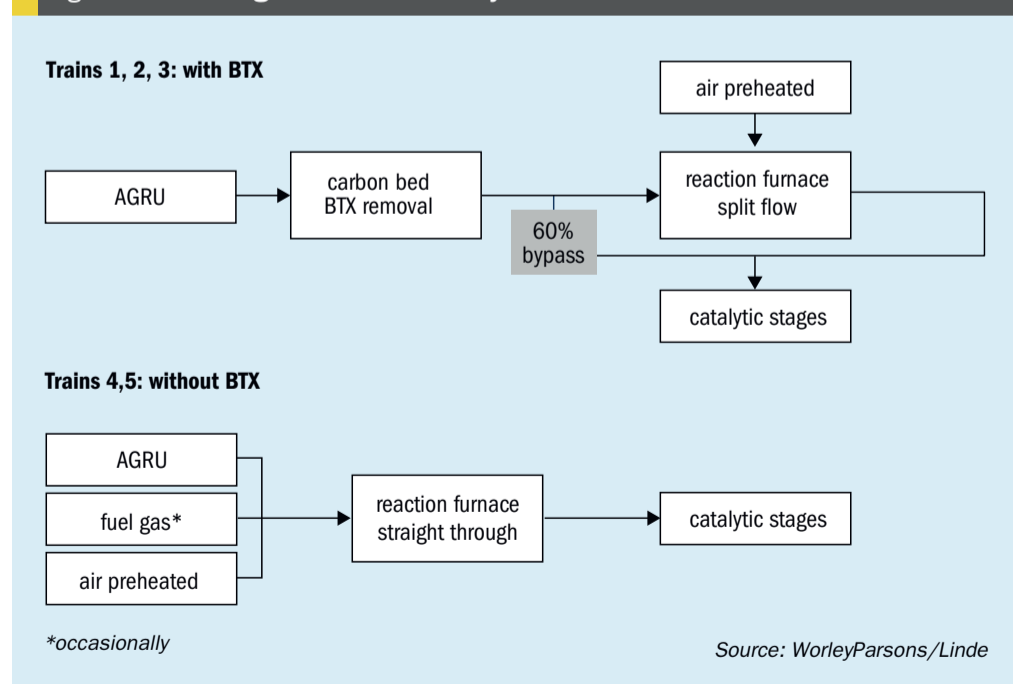 Trains 1, 2, 3: with BTX
air preheated
AGRU
carbon bed
BTX removal
reaction furnace
split flow
60%
bypass
catalytic stages
Trains 4,5: without BTX
AGRU
fuel gas*
air preheated
reaction furnace
straight through
catalytic stages
*occasionally
Source: WorleyParsons/Linde